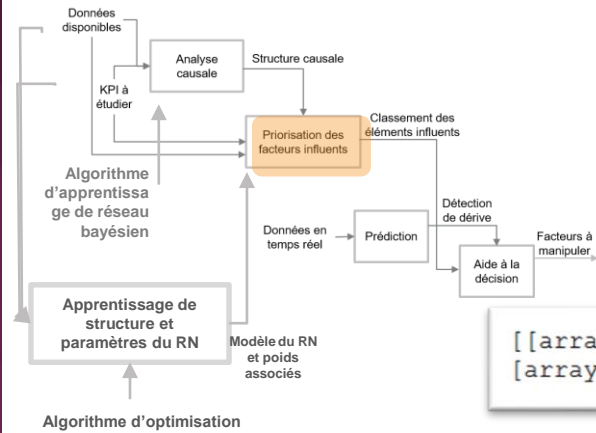 Données
disponibles
Analyse
causale
Structure causale
KPI à
étudier
Priorisation des
facteurs influents
Classement des
éléments influents
Algorithme
d'apprentissa
ge de réseau
bayésien
Données en
temps réel
Prédiction
Détection
de dérive
Aide à la
décision
Facteurs à
manipuler
Apprentissage de
structure et
paramètres du RN
Modèle du RN
et poids
associés
Algorithme d'optimisation
[[arra
[array